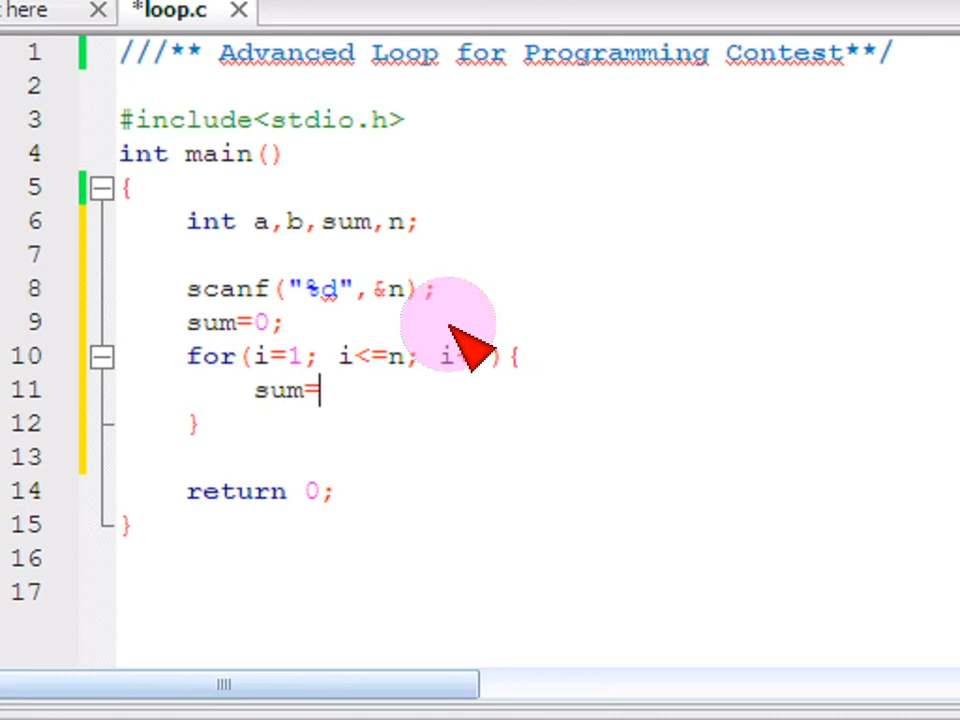 here *loop.c
1 ///** Advanced Loop for Programming Contest**/
2
3 #include<stdio.h>
4 int main()
5 {
6 int a,b,sum,n;
7
8 scanf("%d",&n);
9 sum=0;
10 for(i=1; i<=n; i++){
11 sum=
12 }
13
14 return 0;
15 }
16
17